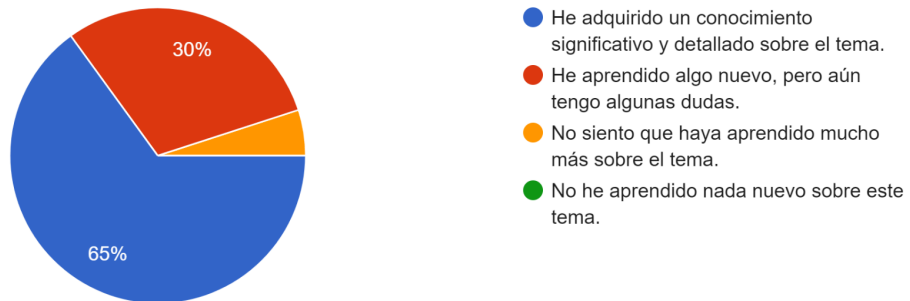 30%
65%
He adquirido un conocimiento
significativo y detallado sobre el tema.
He aprendido algo nuevo, pero aún
tengo algunas dudas.
No siento que haya aprendido mucho
más sobre el tema.
No he aprendido nada nuevo sobre este
tema.